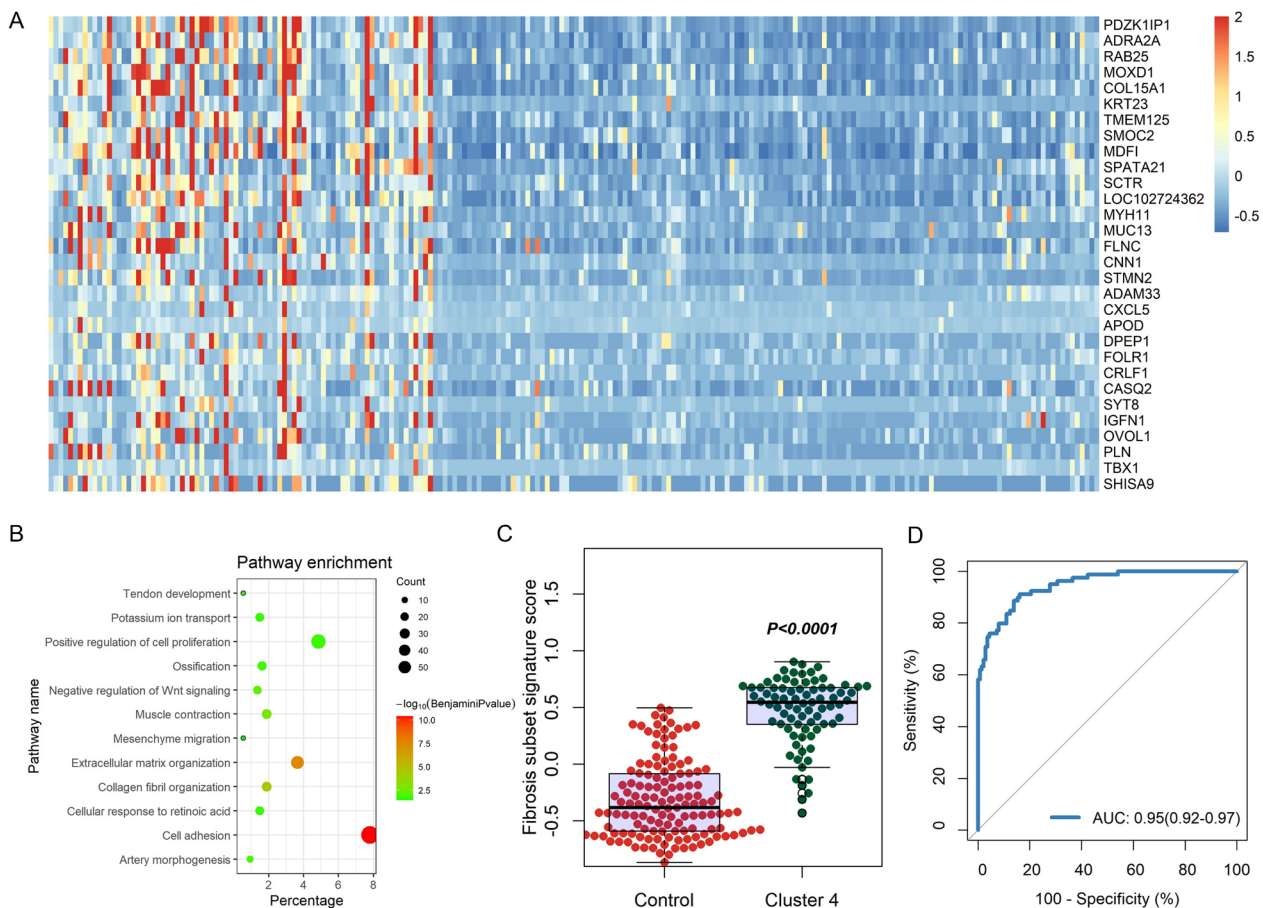 A
PDZK1IP1
ADRA2A
RAB25
MOXD1
COL15A1
KRT23
TMEM125
SMOC2
MDFI
SPATA21
SCTR
LOC102724362
MYH11
MUC13
FLNC
CNN1
STMN2
ADAM33
CXCL5
APOD
DPEP1
FOLR1
CRLF1
CASQ2
SYT8
IGFN1
OVOL1
PLN
TBX1
SHISA9
2
1.5
1
0.5
0
-0.5
B
Pathway enrichment
Pathway name
Tendon development
Potassium ion transport
Positive regulation of cell proliferation
Ossification
Negative regulation of Wnt signaling
Muscle contraction
Mesenchyme migration
Extracellular matrix organization
Collagen fibril organization
Cellular response to retinoic acid
Cell adhesion
Artery morphogenesis
2 4 6 8
Percentage
Count
10
20
30
40
50
−log10(BenjaminiPvalue)
10.0
7.5
5.0
2.5
C
Fibrosis subset signature score
1.5
1.0
0.5
0.0
-0.5
P<0.0001
Control Cluster 4
D
Sensitivity (%)
100
80
60
40
20
0
AUC: 0.95(0.92-0.97)
0 20 40 60 80 100
100 - Specificity (%)